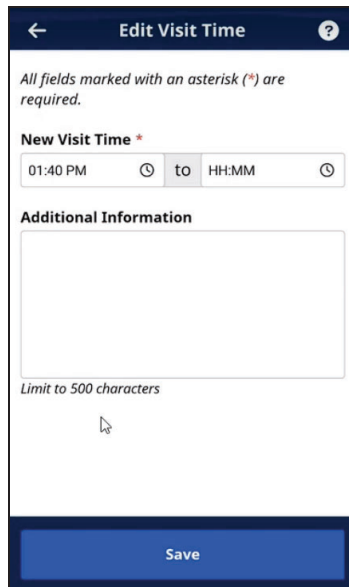 Edit Visit Time ?
All fields marked with an asterisk (*) are
required.
New Visit Time *
01:40 PM to HH:MM
Additional Information
Limit to 500 characters
Save